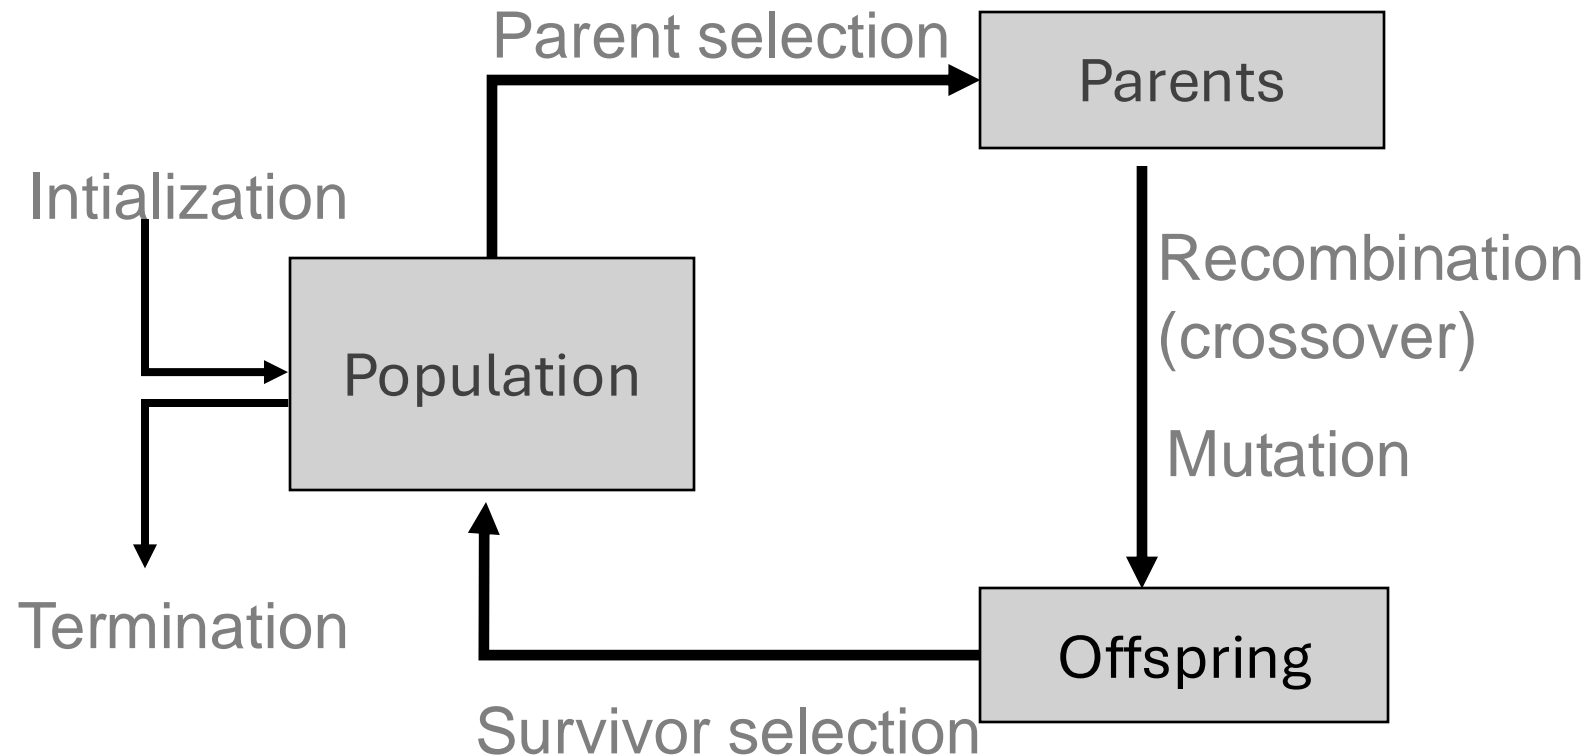 Parent selection
Parents
Intialization
Recombination
(crossover)
Population
Mutation
Termination
Offspring
Survivor selection